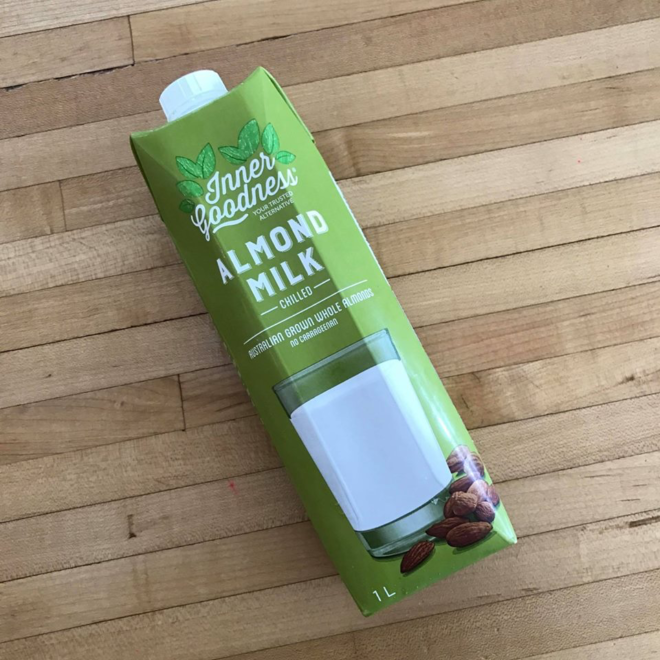 Inner
Goodness®
YOUR TRUSTED
ALTERNATIVE
ALMOND
MILK
CHILLED
AUSTRALIAN GROWN WHOLE ALMONDS
NO CARRAGEENAN
1L